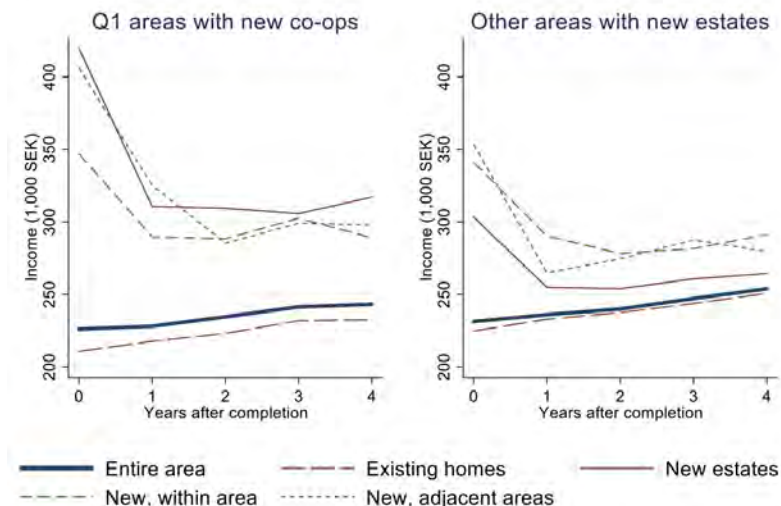 Q1 areas with new co-ops
Other areas with new estates
Income (1,000 SEK)
400
350
300
250
200
0 1 2 3 4
Years after completion
Income (1,000 SEK)
400
350
300
250
200
0 1 2 3 4
Years after completion
Entire area
Existing homes
New estates
New, within area
New, adjacent areas